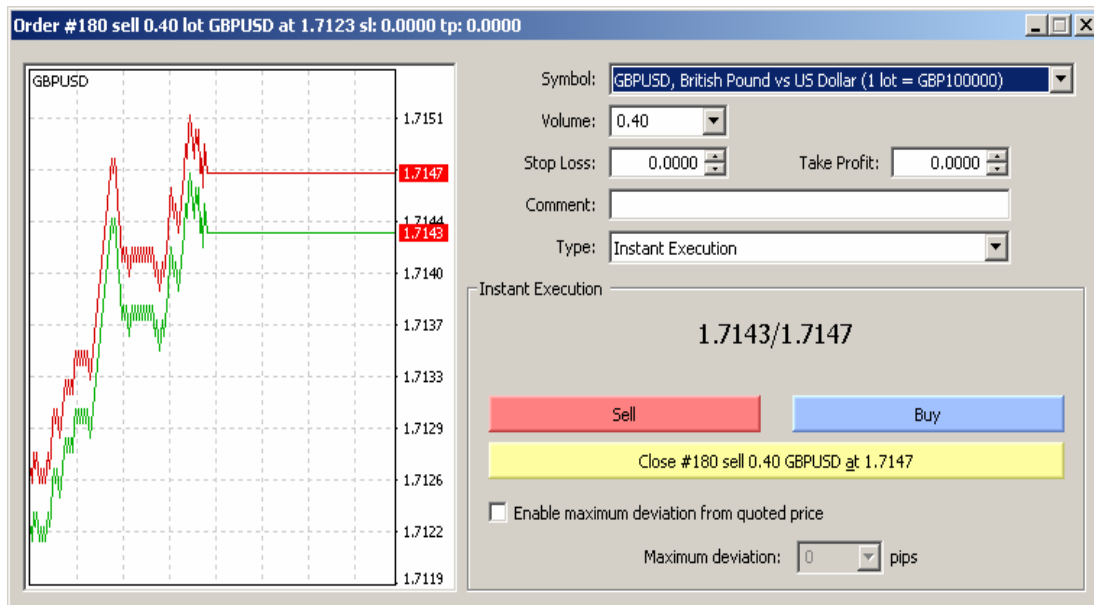 Order #180 sell 0.40 lot GBPUSD at 1.7123 sl: 0.0000 tp: 0.0000
GBPUSD
1.7151
1.7147
1.7144
1.7143
1.7140
1.7137
1.7133
1.7129
1.7126
1.7122
1.7119
Symbol: GBPUSD, British Pound vs US Dollar (1 lot = GBP100000)
Volume: 0.40
Stop Loss: 0.0000 Take Profit: 0.0000
Comment:
Type: Instant Execution
Instant Execution
1.7143/1.7147
Sell Buy
Close #180 sell 0.40 GBPUSD at 1.7147
Enable maximum deviation from quoted price
Maximum deviation: 0 pips